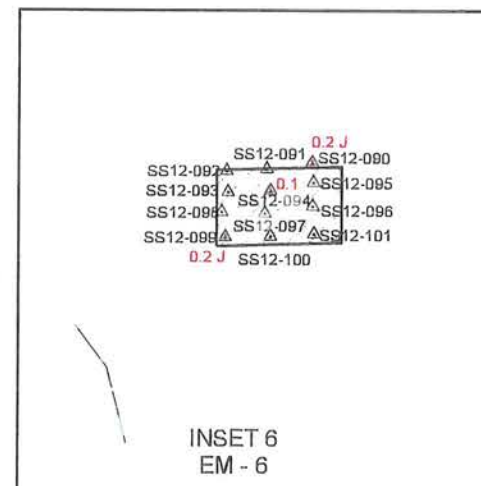 0.2 J
SS12-091
SS12-090
SS12-092
SS12-093
0.1
SS12-095
SS12-094
SS12-098
SS12-096
SS12-097
SS12-099
SS12-101
0.2 J
SS12-100
INSET 6
EM - 6